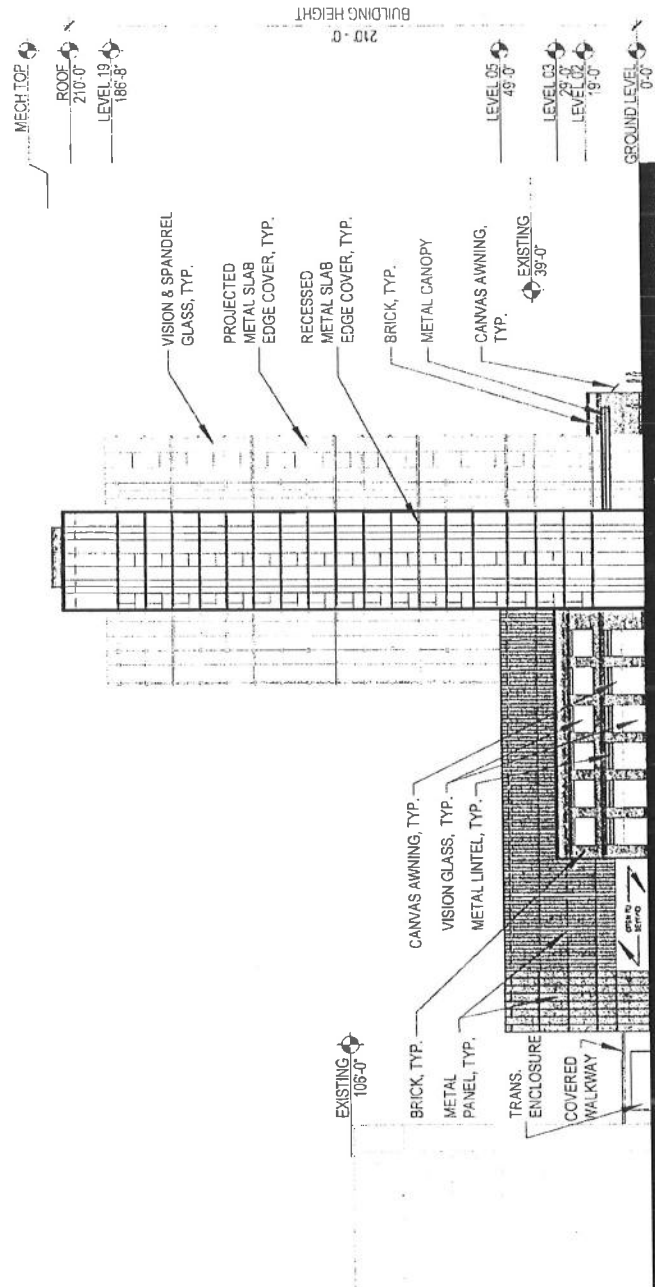 MECH TOP
ROOF
210'-0"
LEVEL 19
186'-8"
LEVEL 05
49'-0"
LEVEL 03
29'-0"
LEVEL 02
19'-0"
GROUND LEVEL
0'-0"
210' - 0"
BUILDING HEIGHT
VISION & SPANDREL
GLASS, TYP.
PROJECTED
METAL SLAB
EDGE COVER, TYP.
RECESSED
METAL SLAB
EDGE COVER, TYP.
BRICK, TYP.
METAL CANOPY
CANVAS AWNING,
TYP.
EXISTING
39'-0"
CANVAS AWNING, TYP.
VISION GLASS, TYP.
METAL LINTEL, TYP.
EXISTING
106'-0"
BRICK, TYP.
METAL
PANEL, TYP.
TRANS.
ENCLOSURE
COVERED
WALKWAY
OPEN TO
BEYOND